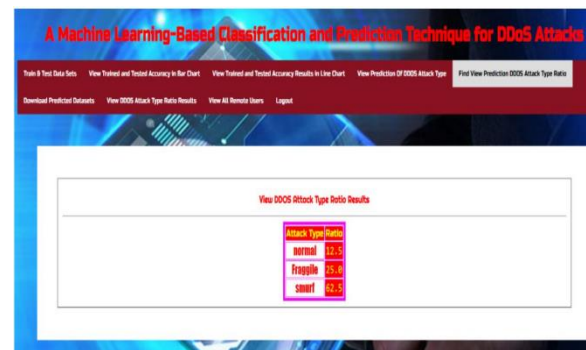 A Machine Learning-Based Classification and Prediction Technique for DDoS Attacks
Train & Test Data Sets View Trained and Tested Accuracy in Bar Chart View Trained and Tested Accuracy Results in Line Chart View Prediction Of DDOS Attack Type Find View Prediction DDOS Attack Type Ratio
Download Predicted Datasets View DDOS Attack Type Ratio Results View All Remote Users Logout
View DDOS Attack Type Ratio Results
Attack Type Ratio
normal 12.5
Fraggile 25.0
smurf 62.5